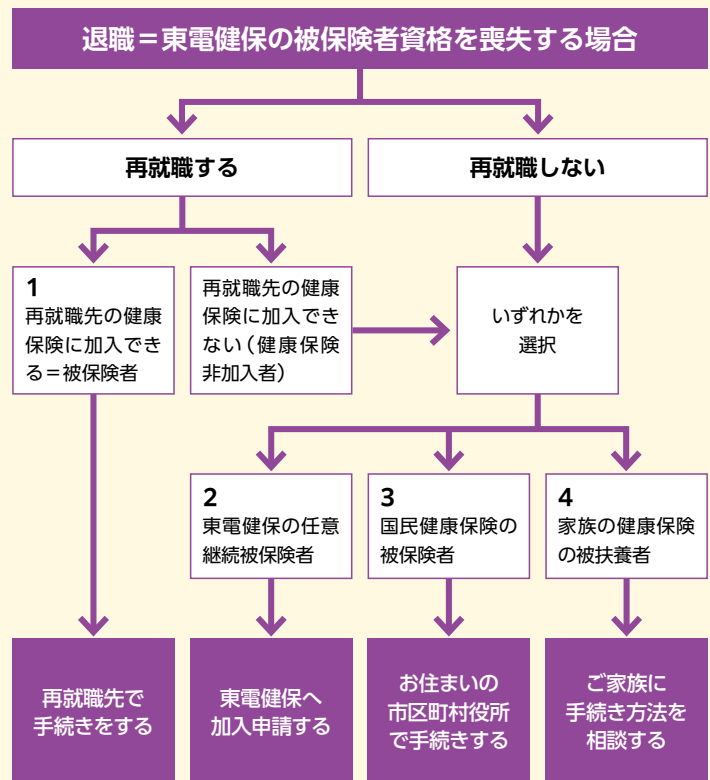 退職＝東電健保の被保険者資格を喪失する場合
再就職する
再就職しない
1
再就職先の健康
保険に加入でき
る＝被保険者
再就職先の健康
保険に加入でき
ない（健康保険
非加入者）
いずれかを
選択
2
東電健保の任意
継続被保険者
3
国民健康保険の
被保険者
4
家族の健康保険
の被扶養者
再就職先で
手続きをする
東電健保へ
加入申請する
お住まいの
市区町村役所
で手続きする
ご家族に
手続き方法を
相談する